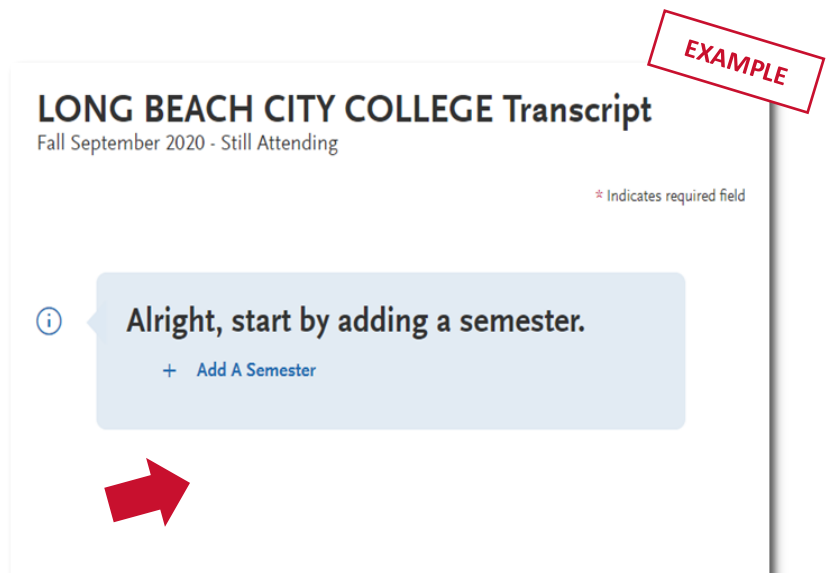 EXAMPLE
LONG BEACH CITY COLLEGE Transcript
Fall September 2020 - Still Attending
* Indicates required field
Alright, start by adding a semester.
+ Add A Semester